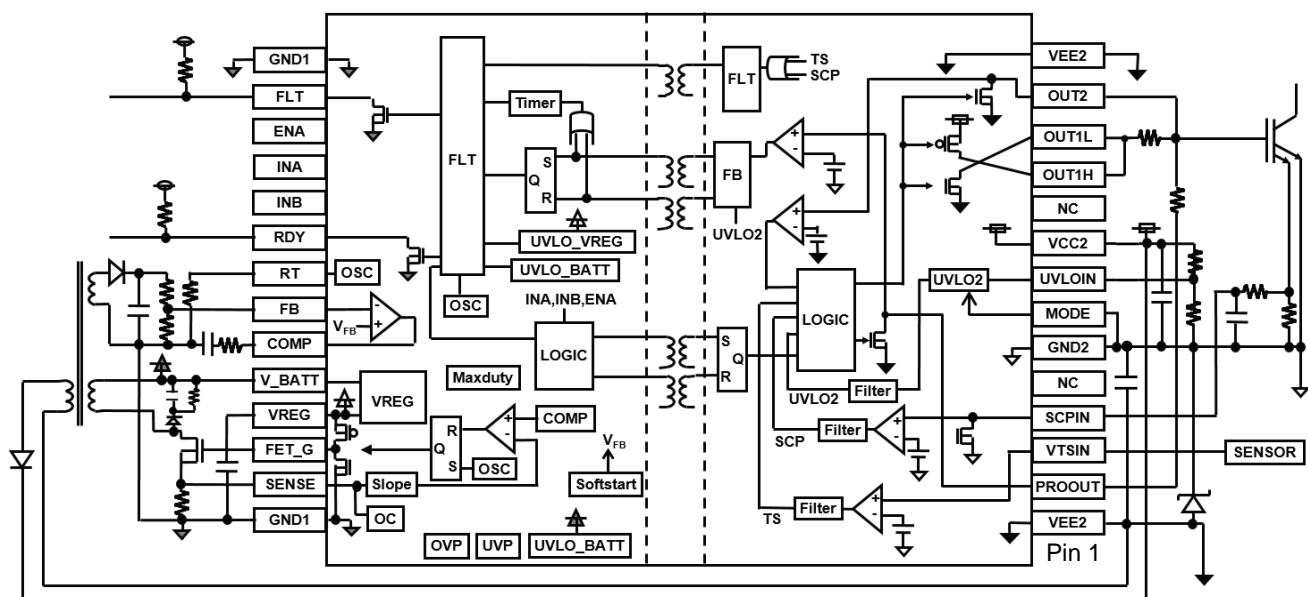 GND1
FLT
ENA
INA
INB
RDY
RT
FB
COMP
V_BATT
VREG
FET_G
SENSE
GND1
FLT
Timer
S
Q
R
UVLO_VREG
UVLO_BATT
OSC
OSC
INA,INB,ENA
LOGIC
-
+
VFB
Maxduty
VREG
R
Q
S
OSC
+
-
COMP
Slope
OC
VFB
Softstart
OVP
UVP
UVLO_BATT
FLT
TS
SCP
FB
UVLO2
+
-
+
-
LOGIC
UVLO2
S
Q
R
UVLO2
Filter
SCP
Filter
+
-
TS
Filter
+
-
VEE2
OUT2
OUT1L
OUT1H
NC
VCC2
UVLOIN
MODE
GND2
NC
SCPIN
VTSIN
PROOUT
VEE2
Pin 1
SENSOR